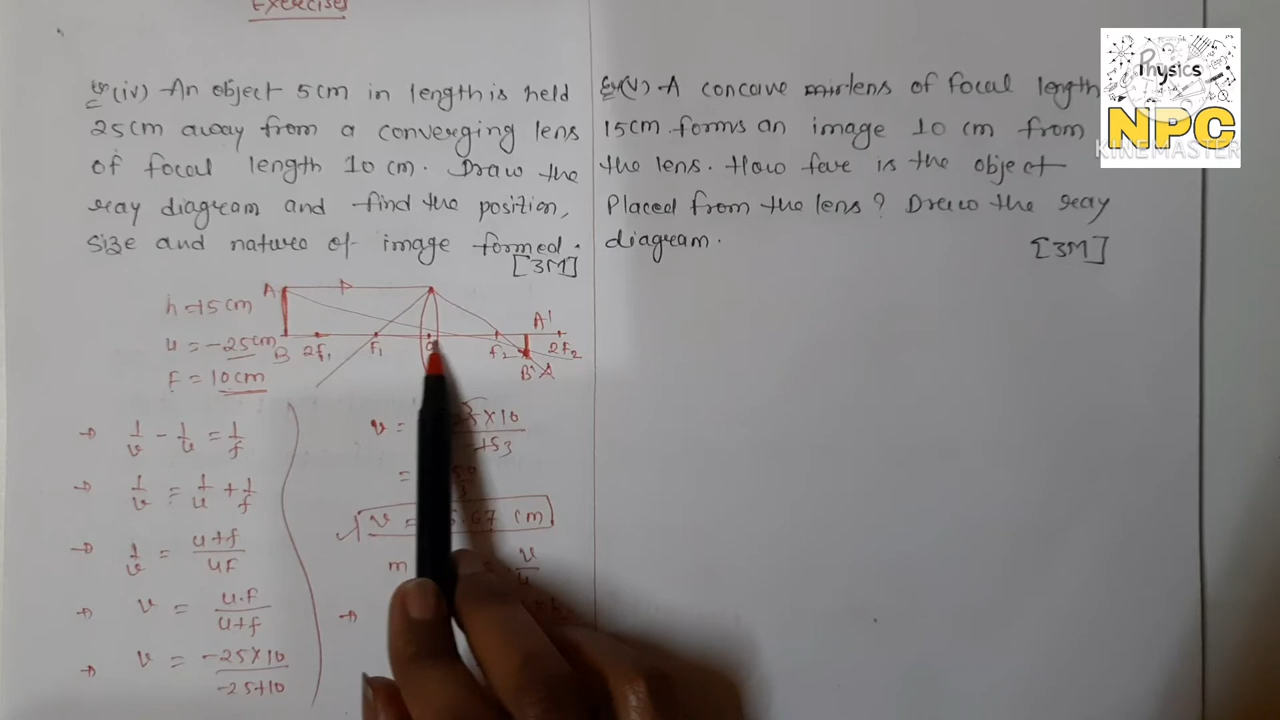 Exercises
Q(iv) - An object 5cm in length is held
25cm away from a converging lens
of focal length 10 cm. Draw the
ray diagram and find the position,
size and nature of image formed.
[3M]
A
h = 5cm
u = -25cm
f = 10cm
B 2f₁ F₁ F₂ 2F₂
A'
B' A
→ 1/v - 1/u = 1/f
→ 1/v = 1/u + 1/f
→ 1/v = u+f/uf
→ v = u.f/u+f
→ v = -25×10/-25+10
v = ×10
=
v = .67 cm
m v/u
→
Q(V) - A concave lens of focal length
15cm forms an image 10 cm from
the lens. How far is the object
Placed from the lens? Draw the ray
diagram. [3M]
Physics
NPC
KINEMASTER